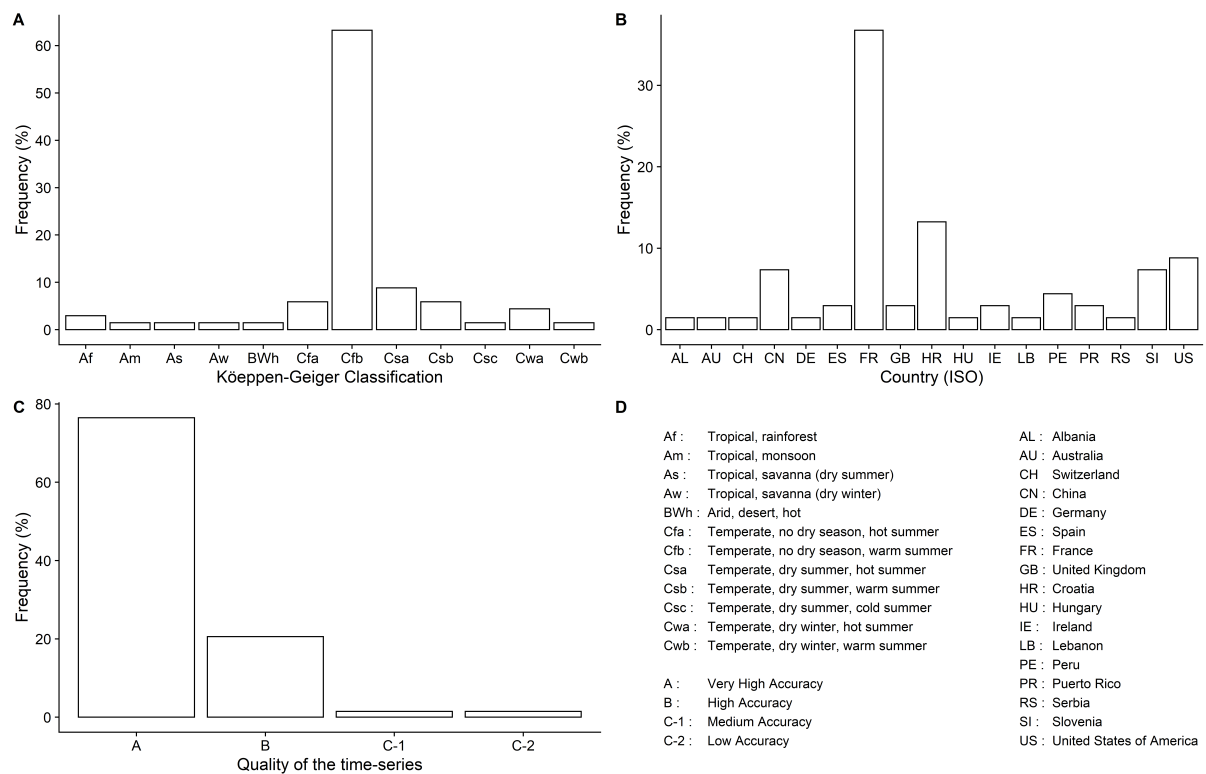 A
Frequency (%)
60
50
40
30
20
10
0
Af Am As Aw BWh Cfa Cfb Csa Csb Csc Cwa Cwb
Köeppen-Geiger Classification
B
Frequency (%)
30
20
10
0
AL AU CH CN DE ES FR GB HR HU IE LB PE PR RS SI US
Country (ISO)
C
Frequency (%)
80
60
40
20
0
A B C-1 C-2
Quality of the time-series
D
Af : Tropical, rainforest
Am : Tropical, monsoon
As : Tropical, savanna (dry summer)
Aw : Tropical, savanna (dry winter)
BWh : Arid, desert, hot
Cfa : Temperate, no dry season, hot summer
Cfb : Temperate, no dry season, warm summer
Csa Temperate, dry summer, hot summer
Csb : Temperate, dry summer, warm summer
Csc : Temperate, dry summer, cold summer
Cwa : Temperate, dry winter, hot summer
Cwb : Temperate, dry winter, warm summer
A : Very High Accuracy
B : High Accuracy
C-1 : Medium Accuracy
C-2 : Low Accuracy
AL : Albania
AU : Australia
CH Switzerland
CN : China
DE : Germany
ES : Spain
FR : France
GB : United Kingdom
HR : Croatia
HU : Hungary
IE : Ireland
LB : Lebanon
PE : Peru
PR : Puerto Rico
RS : Serbia
SI : Slovenia
US : United States of America